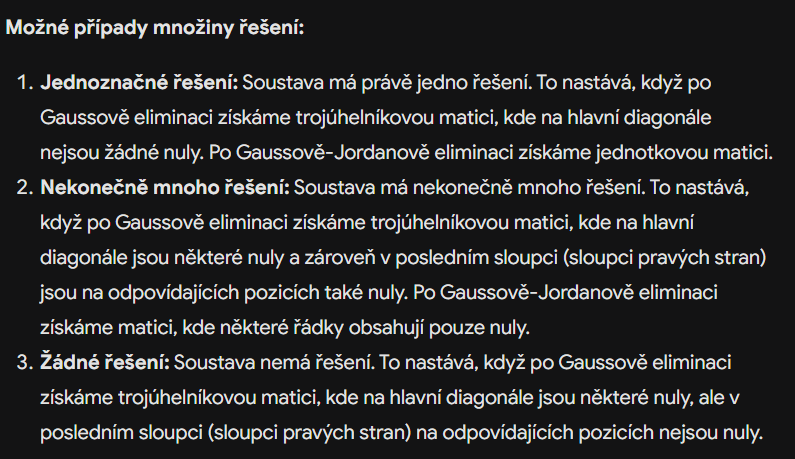 Možné případy množiny řešení:
1. Jednoznačné řešení: Soustava má právě jedno řešení. To nastává, když po
Gaussově eliminaci získáme trojúhelníkovou matici, kde na hlavní diagonále
nejsou žádné nuly. Po Gaussově-Jordanově eliminaci získáme jednotkovou matici.
2. Nekonečně mnoho řešení: Soustava má nekonečně mnoho řešení. To nastává,
když po Gaussově eliminaci získáme trojúhelníkovou matici, kde na hlavní
diagonále jsou některé nuly a zároveň v posledním sloupci (sloupci pravých stran)
jsou na odpovídajících pozicích také nuly. Po Gaussově-Jordanově eliminaci
získáme matici, kde některé řádky obsahují pouze nuly.
3. Žádné řešení: Soustava nemá řešení. To nastává, když po Gaussově eliminaci
získáme trojúhelníkovou matici, kde na hlavní diagonále jsou některé nuly, ale v
posledním sloupci (sloupci pravých stran) na odpovídajících pozicích nejsou nuly.